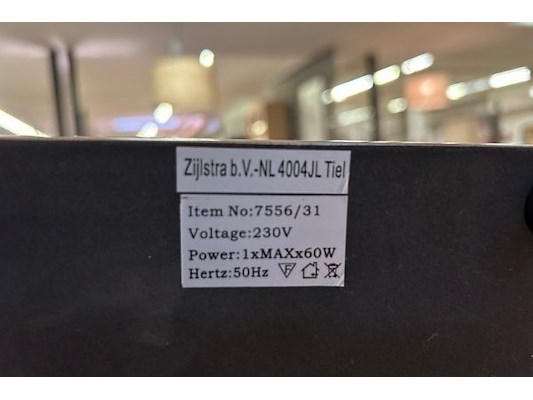 Zijlstra b.V.-NL 4004JL Tiel
Item No:7556/31
Voltage:230V
Power:1xMAXx60W
Hertz:50Hz F